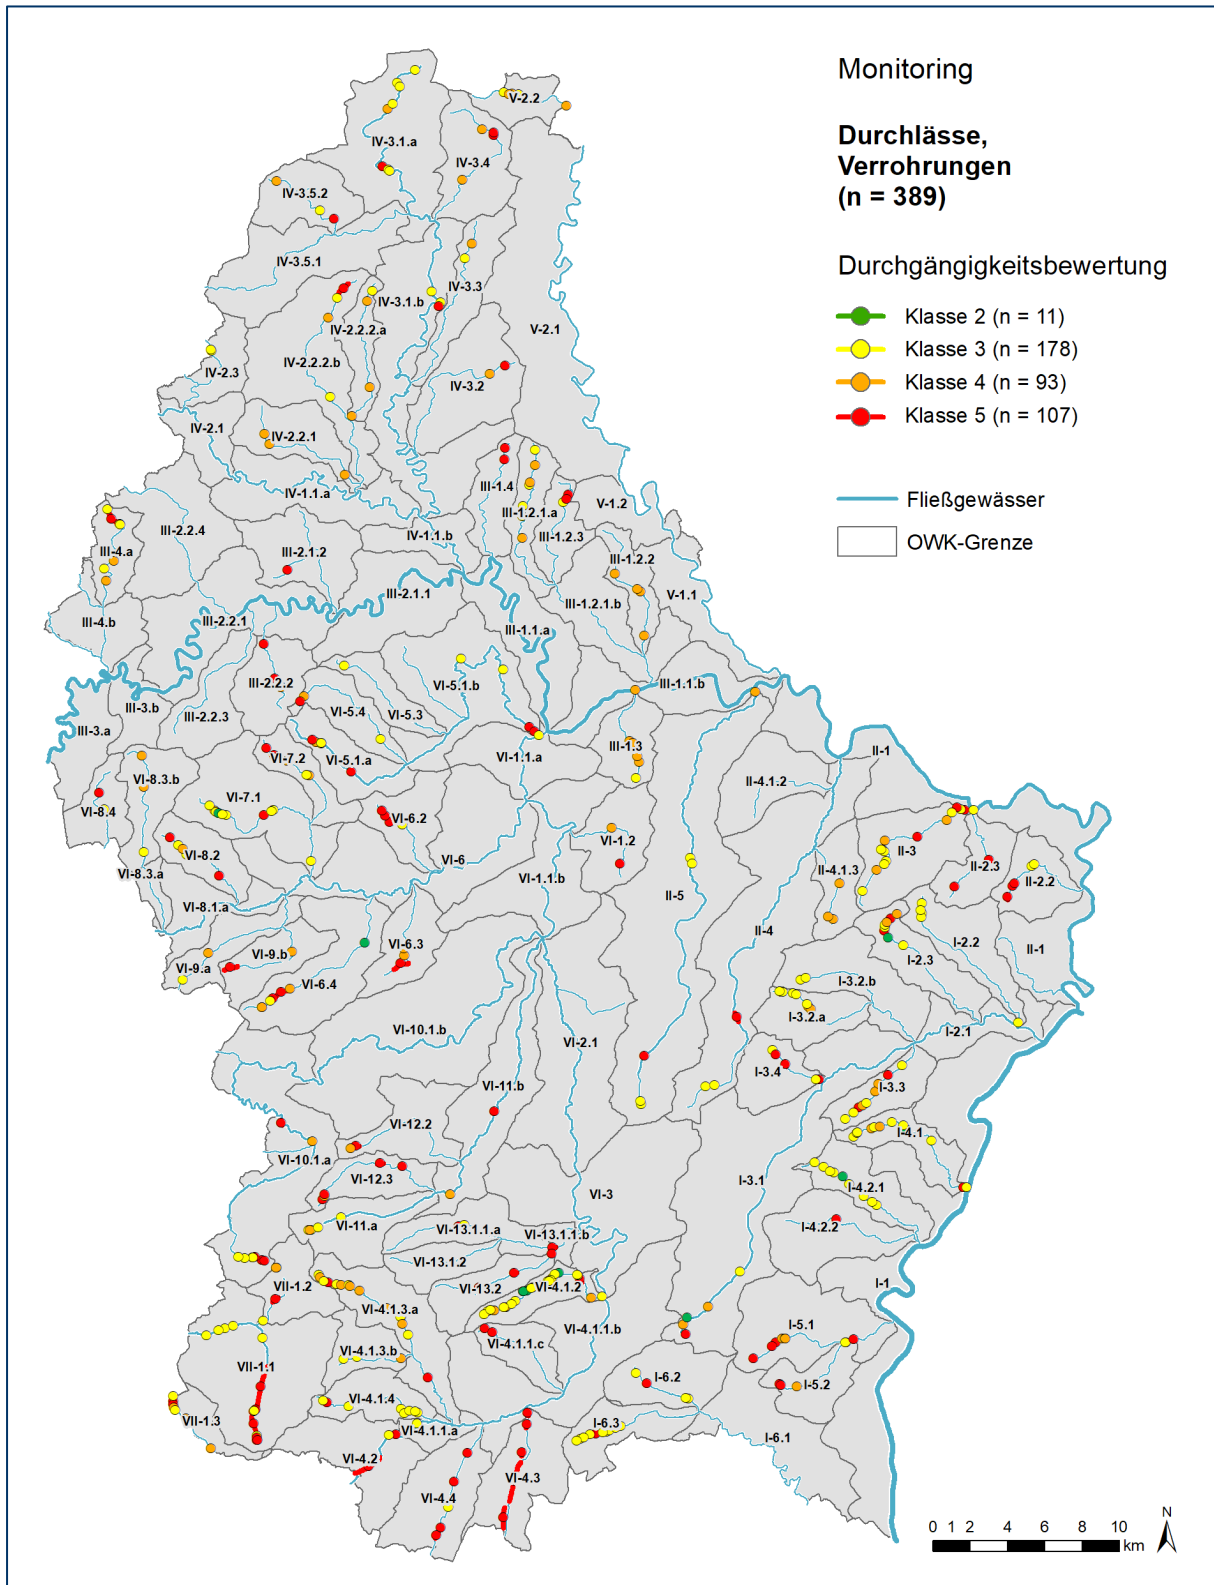 Monitoring
Durchlässe,
Verrohrungen
(n = 389)
Durchgängigkeitsbewertung
Klasse 2 (n = 11)
Klasse 3 (n = 178)
Klasse 4 (n = 93)
Klasse 5 (n = 107)
Fließgewässer
OWK-Grenze
V-2.2
IV-3.1.a
IV-3.4
IV-3.5.2
IV-3.5.1
IV-3.3
IV-3.1.b
IV-2.2.2.a
V-2.1
IV-2.2.2.b
IV-2.3
IV-3.2
IV-2.1
IV-2.2.1
III-1.4
IV-1.1.a
V-1.2
III-1.2.1.a
III-2.2.4
IV-1.1.b
III-1.2.3
III-4.a
III-2.1.2
III-1.2.2
III-2.1.1
V-1.1
III-1.2.1.b
III-4.b
III-2.2.1
III-1.1.a
III-2.2.2
VI-5.1.b
III-1.1.b
III-3.b
VI-5.4
VI-5.3
III-2.2.3
III-3.a
III-1.3
II-1
VI-7.2
VI-5.1.a
VI-1.1.a
VI-8.3.b
II-4.1.2
VI-7.1
VI-8.4
VI-6.2
VI-1.2
II-3
VI-8.2
VI-6
II-2.3
VI-8.3.a
II-4.1.3
VI-1.1.b
II-2.2
II-5
VI-8.1.a
II-4
I-2.2
VI-6.3
II-1
VI-9.b
I-2.3
VI-9.a
VI-6.4
I-3.2.b
I-3.2.a
VI-10.1.b
I-2.1
VI-2.1
I-3.4
VI-11.b
I-3.3
VI-12.2
I-4.1
VI-10.1.a
VI-12.3
I-3.1
I-4.2.1
VI-3
VI-11.a
VI-13.1.1.a
I-4.2.2
VI-13.1.1.b
VI-13.1.2
VII-1.2
VI-13.2
VI-4.1.2
I-1
VI-4.1.3.a
I-5.1
VI-4.1.1.b
VI-4.1.1.c
VI-4.1.3.b
VII-1.1
I-6.2
I-5.2
VI-4.1.4
VII-1.3
I-6.3
VI-4.1.1.a
I-6.1
VI-4.2
VI-4.3
VI-4.4
0 1 2 4 6 8 10
km
N